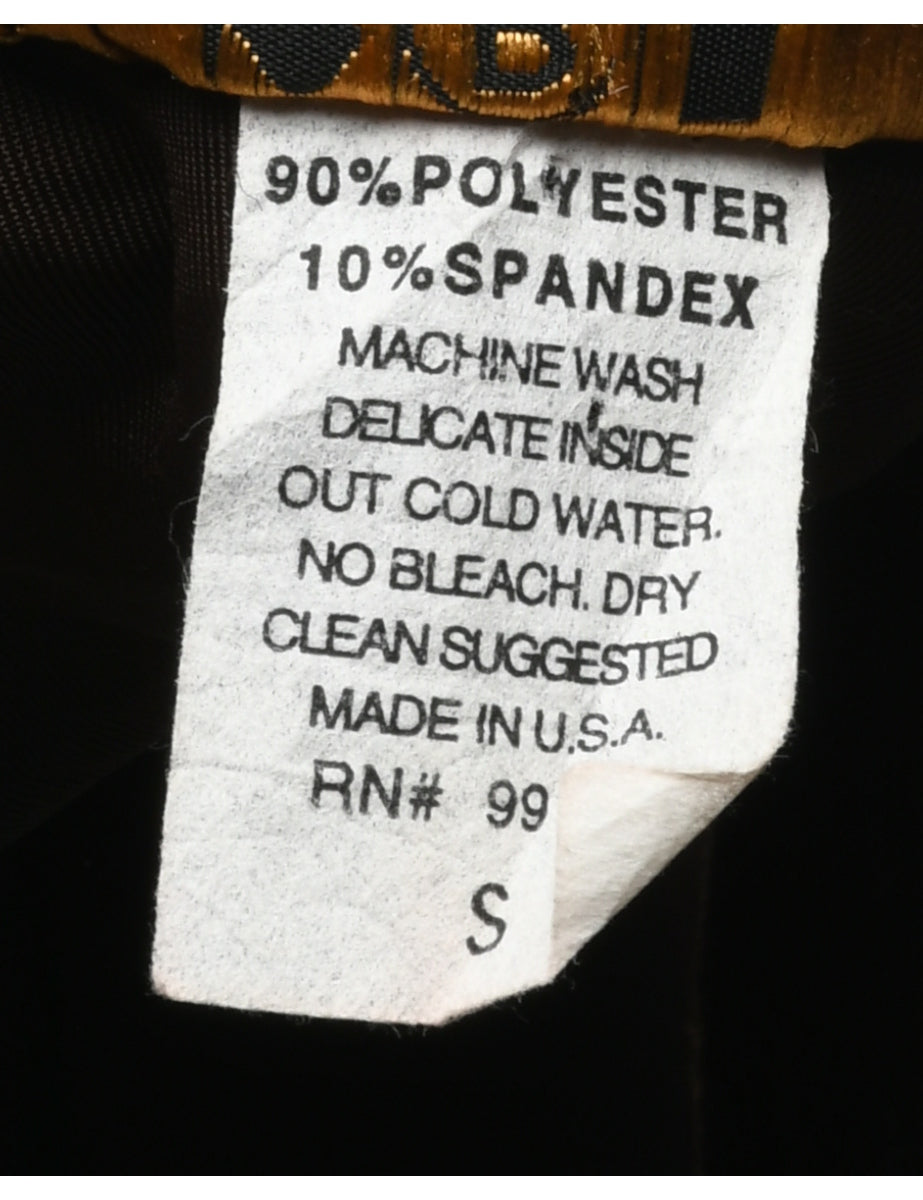 90%POLYESTER
10%SPANDEX
MACHINE WASH
DELICATE INSIDE
OUT COLD WATER.
NO BLEACH. DRY
CLEAN SUGGESTED
MADE IN U.S.A.
RN# 99
S